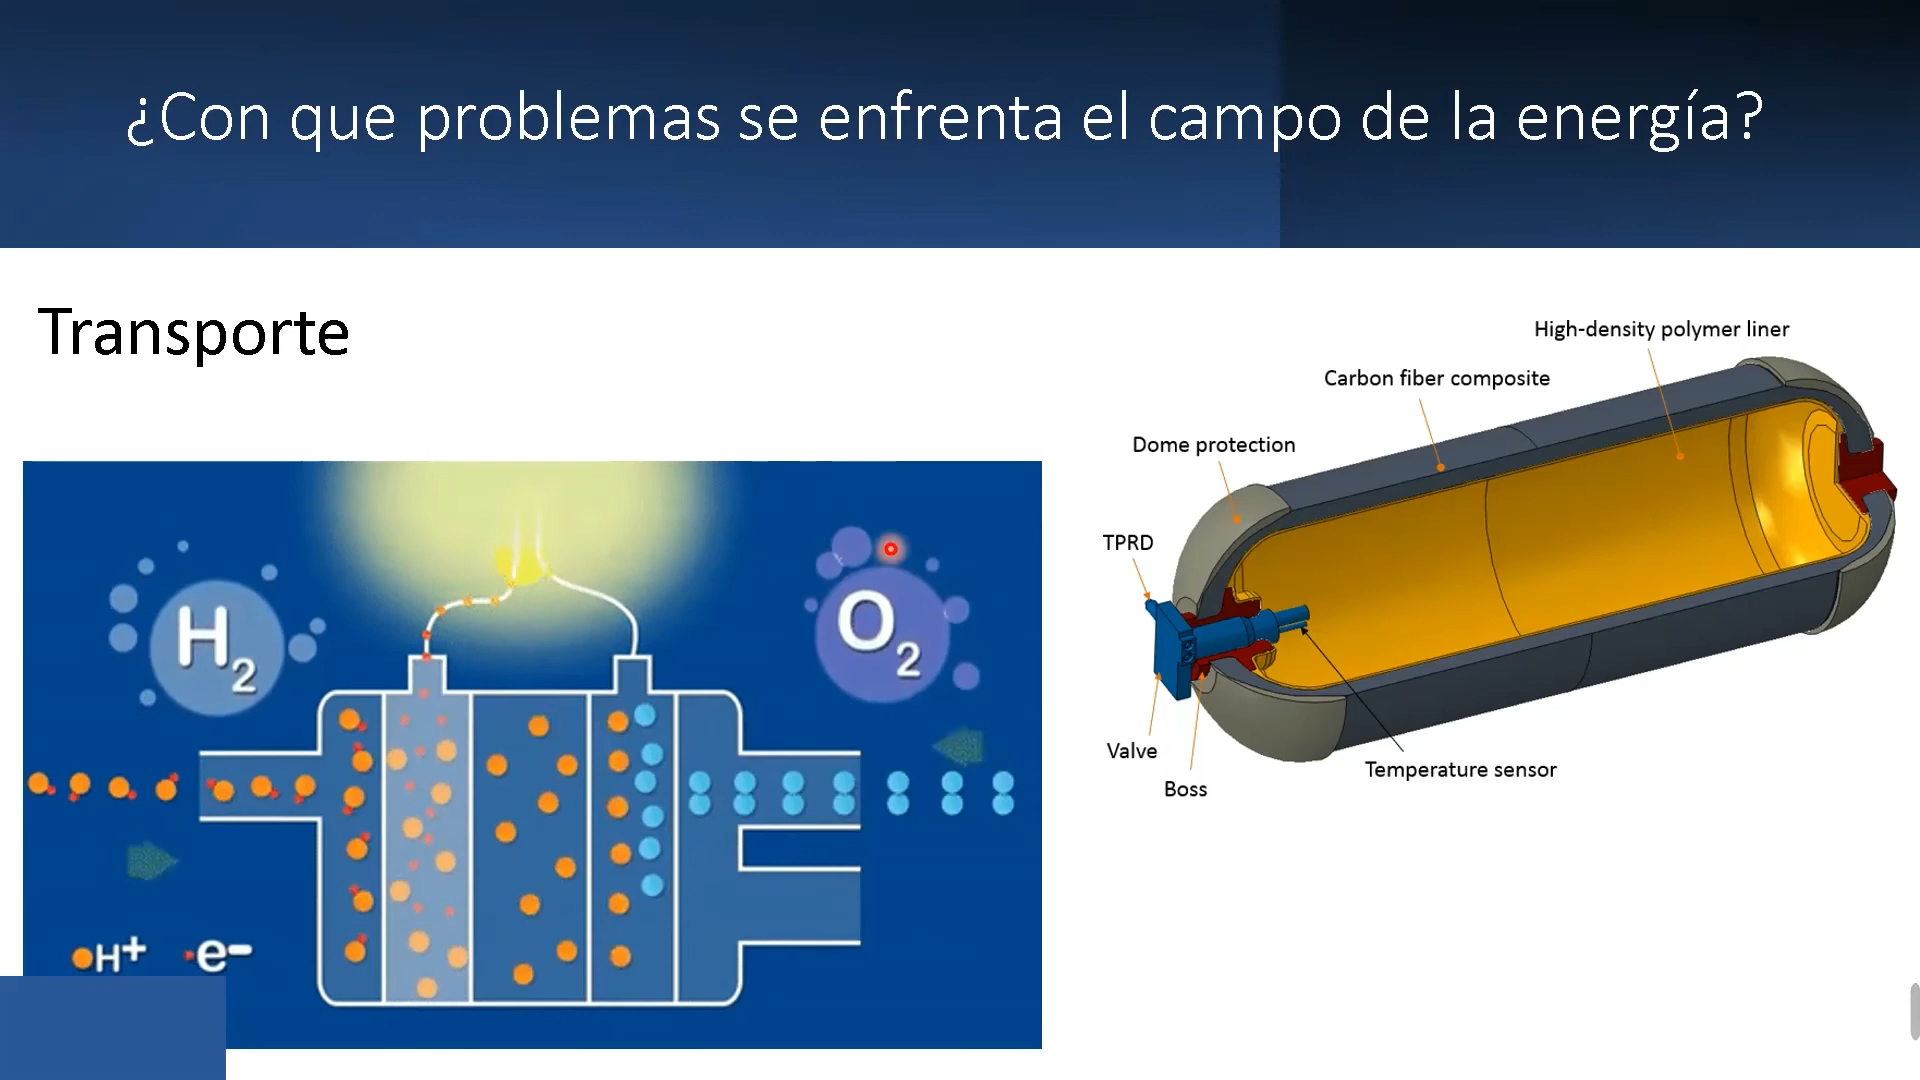 ¿Con que problemas se enfrenta el campo de la energía?
Transporte
High-density polymer liner
Carbon fiber composite
Dome protection
TPRD
Valve
Boss
Temperature sensor
H2
O2
H+ e-